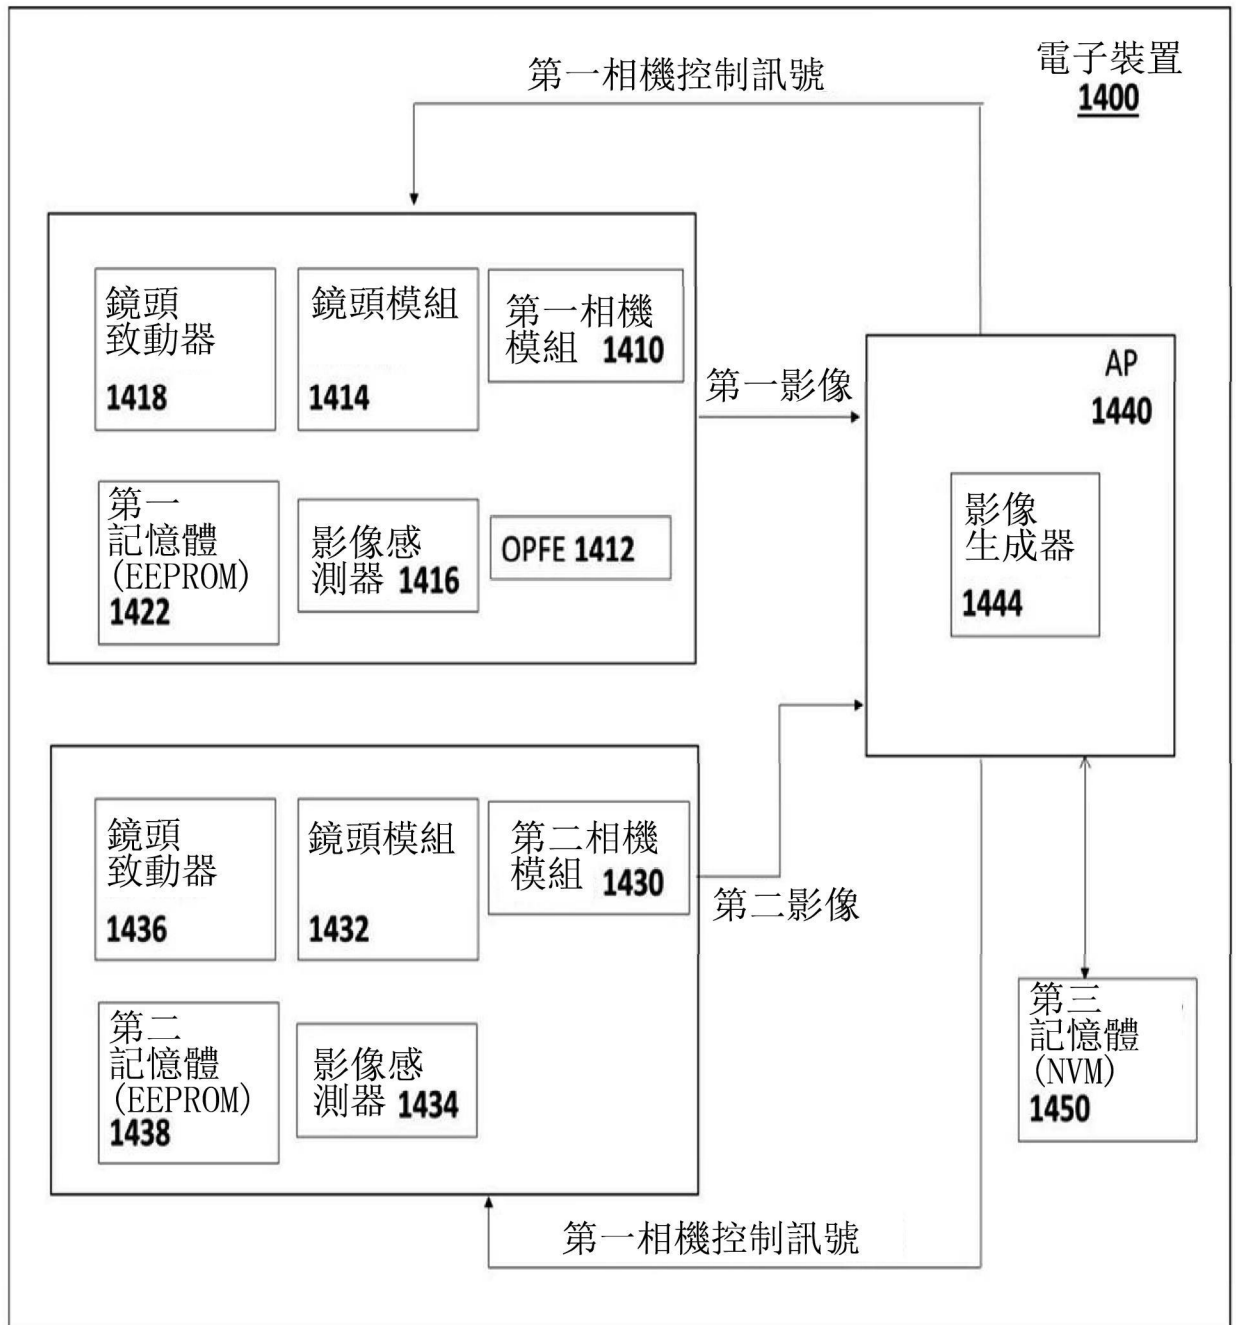 第一相機控制訊號
電子裝置
1400
鏡頭
致動器
1418
鏡頭模組
1414
第一相機
模組 1410
第一
記憶體
(EEPROM)
1422
影像感
測器 1416
OPFE 1412
第一影像
AP
1440
影像
生成器
1444
鏡頭
致動器
1436
鏡頭模組
1432
第二相機
模組 1430
第二
記憶體
(EEPROM)
1438
影像感
測器 1434
第二影像
第三
記憶體
(NVM)
1450
第一相機控制訊號